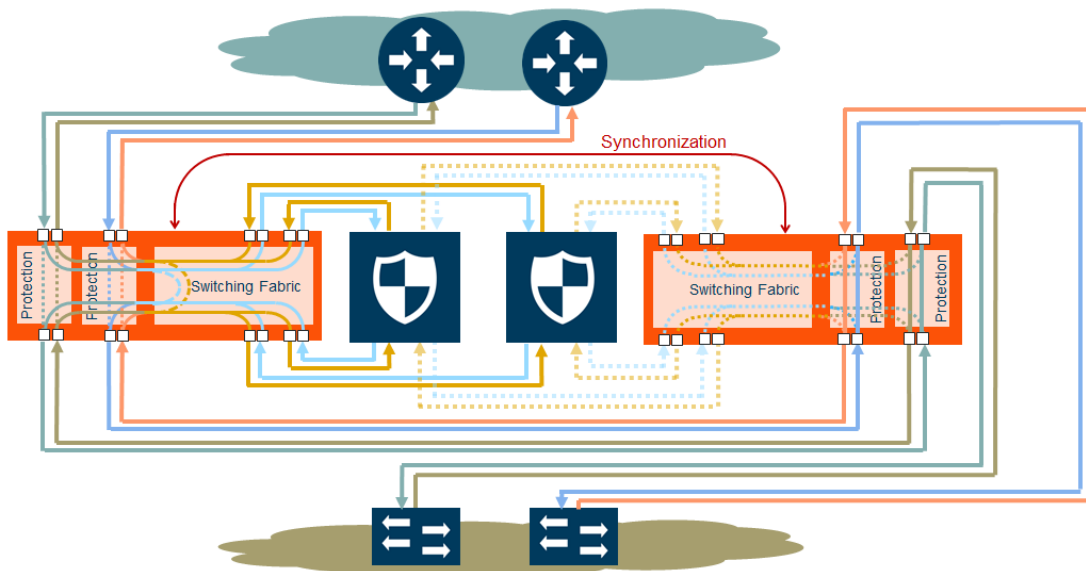 Synchronization
Protection
Protection
Switching Fabric
Switching Fabric
Protection
Protection